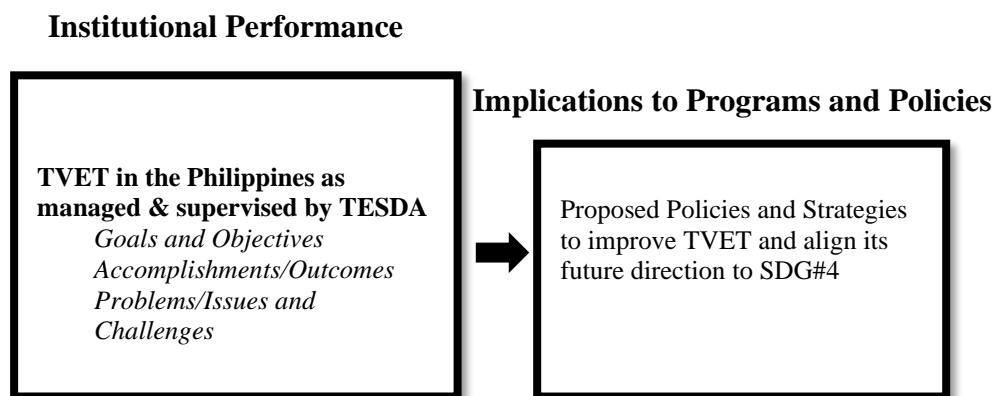 Institutional Performance
TVET in the Philippines as
managed & supervised by TESDA
Goals and Objectives
Accomplishments/Outcomes
Problems/Issues and
Challenges
Implications to Programs and Policies
Proposed Policies and Strategies
to improve TVET and align its
future direction to SDG#4